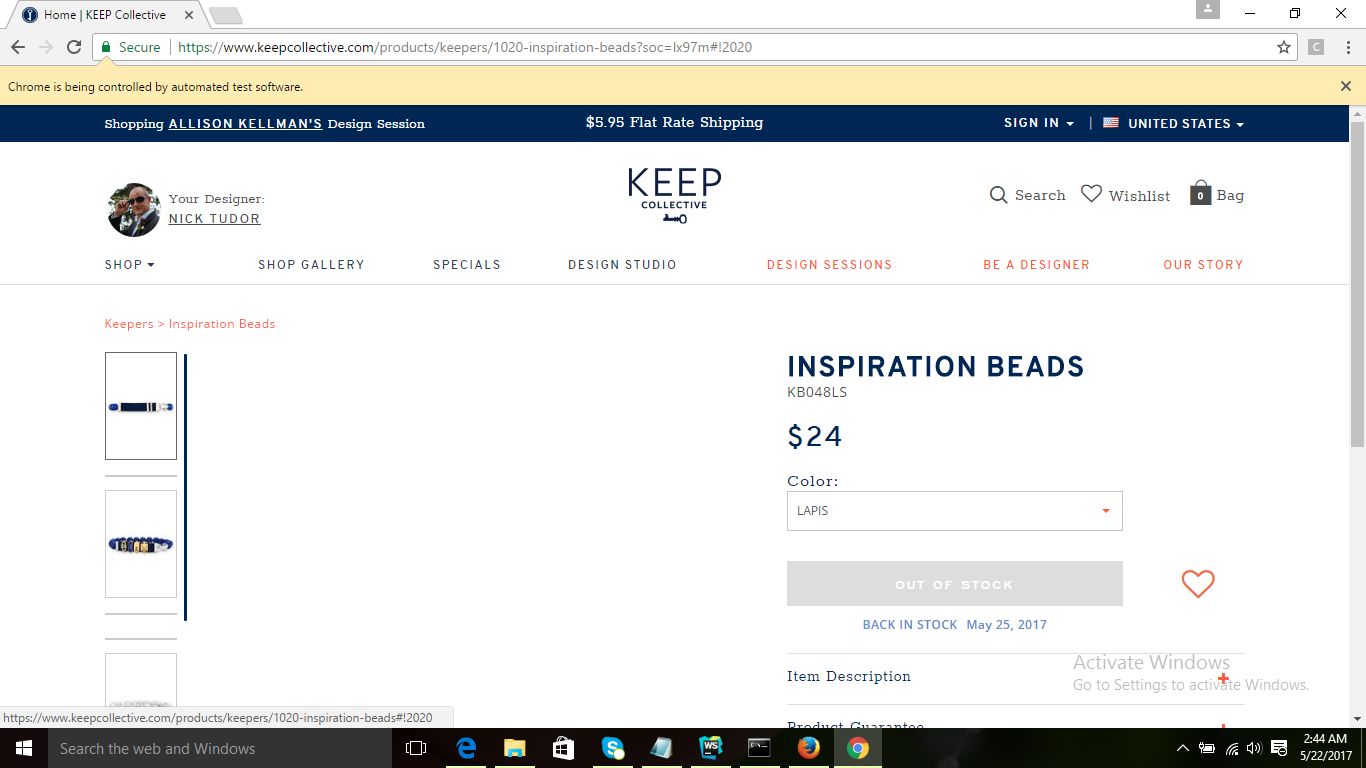 Home | KEEP Collective
Secure
https://www.keepcollective.com/products/keepers/1020-inspiration-beads?soc=lx97m#!2020
C
Chrome is being controlled by automated test software.
Shopping ALLISON KELLMAN'S Design Session
$5.95 Flat Rate Shipping
SIGN IN | UNITED STATES
Your Designer:
NICK TUDOR
KEEP
COLLECTIVE
Search
Wishlist
0 Bag
SHOP
SHOP GALLERY
SPECIALS
DESIGN STUDIO
DESIGN SESSIONS
BE A DESIGNER
OUR STORY
Keepers > Inspiration Beads
INSPIRATION BEADS
KB048LS
$24
Color:
LAPIS
OUT OF STOCK
BACK IN STOCK May 25, 2017
Item Description
+
Product Guarantee
Activate Windows
Go to Settings to activate Windows.
https://www.keepcollective.com/products/keepers/1020-inspiration-beads#!2020
Search the web and Windows
WS
2:44 AM
5/22/2017